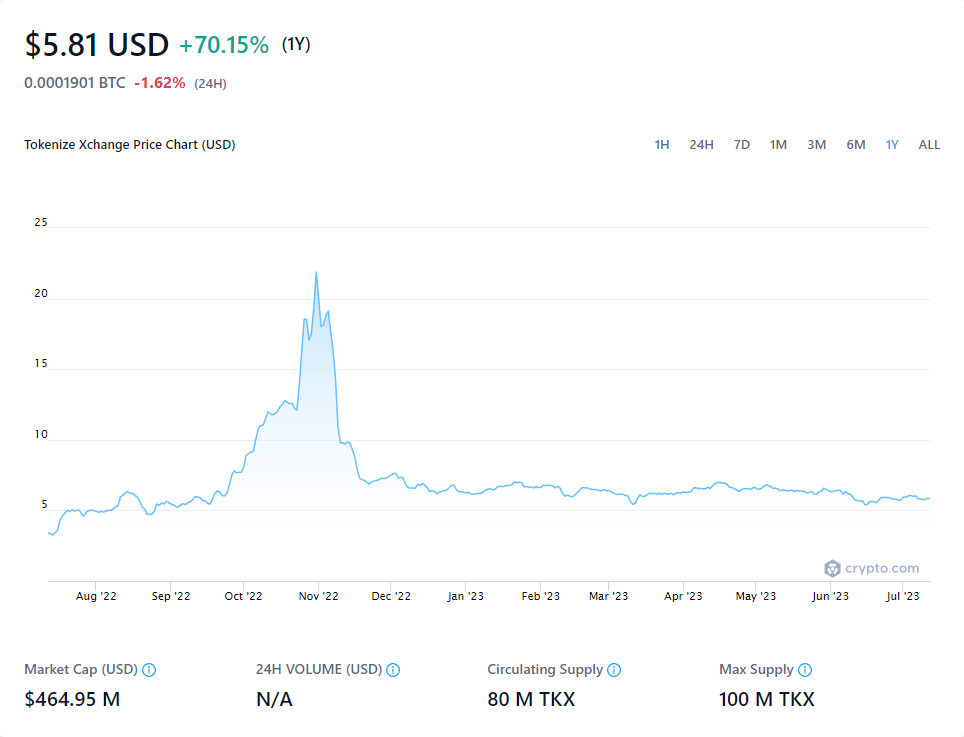 $5.81 USD +70.15% (1Y)
0.0001901 BTC -1.62% (24H)
Tokenize Xchange Price Chart (USD) 1H 24H 7D 1M 3M 6M 1Y ALL
25
20
15
10
5
crypto.com
Aug '22 Sep '22 Oct '22 Nov '22 Dec '22 Jan '23 Feb '23 Mar '23 Apr '23 May '23 Jun '23 Jul '23
Market Cap (USD) 24H VOLUME (USD) Circulating Supply Max Supply
$464.95 M N/A 80 M TKX 100 M TKX